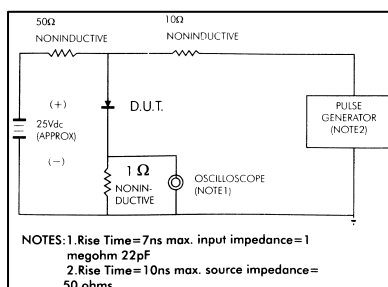 50Ω
NONINDUCTIVE
10Ω
NONINDUCTIVE
(+)
25Vdc
(APPROX)
(−)
D.U.T.
PULSE
GENERATOR
(NOTE2)
1Ω
NONIN-
DUCTIVE
OSCILLOSCOPE
(NOTE1)
NOTES:1.Rise Time=7ns max. input impedance=1
megohm 22pF
2.Rise Time=10ns max. source impedance=
50 ohms